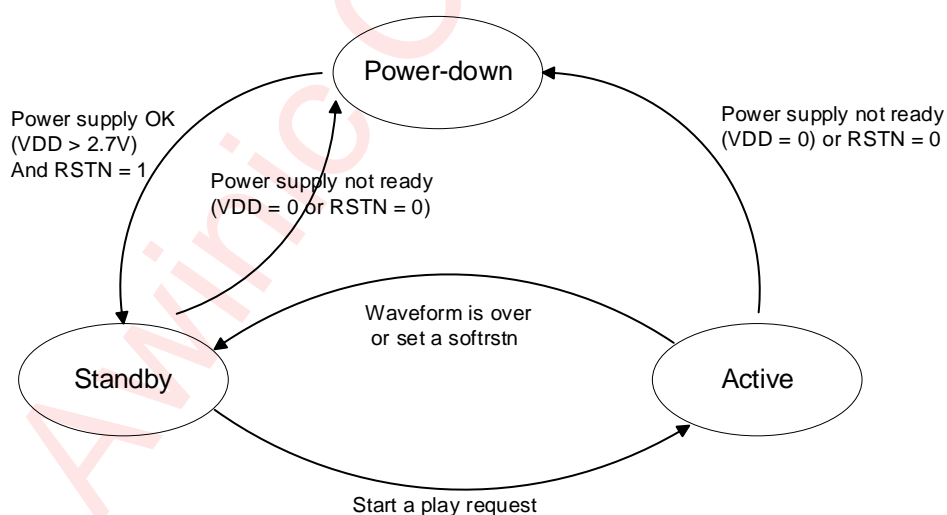 Power-down
Power supply OK
(VDD > 2.7V)
And RSTN = 1
Power supply not ready
(VDD = 0 or RSTN = 0)
Power supply not ready
(VDD = 0) or RSTN = 0
Waveform is over
or set a softrstn
Standby
Active
Start a play request
Awinic C